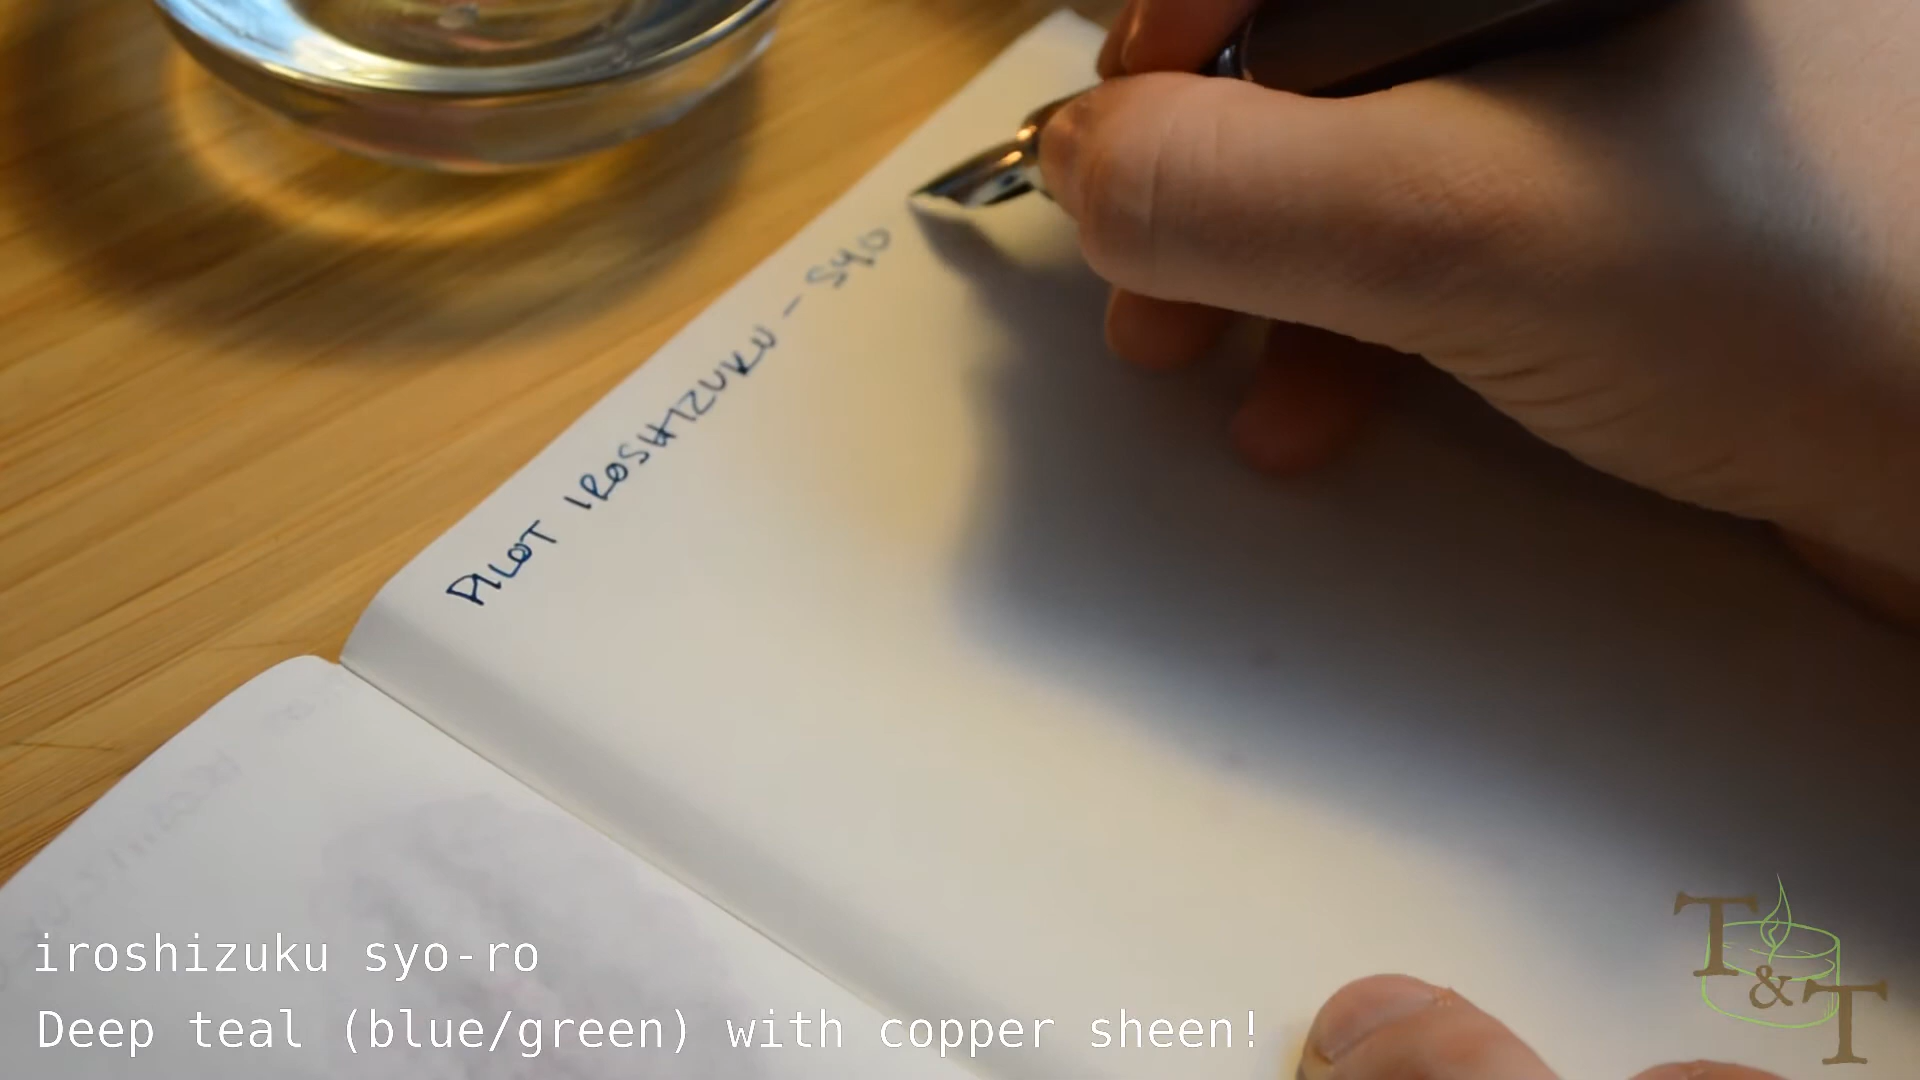 PILOT IROSHIZUKU - SYO
iroshizuku syo-ro
Deep teal (blue/green) with copper sheen!
T&T